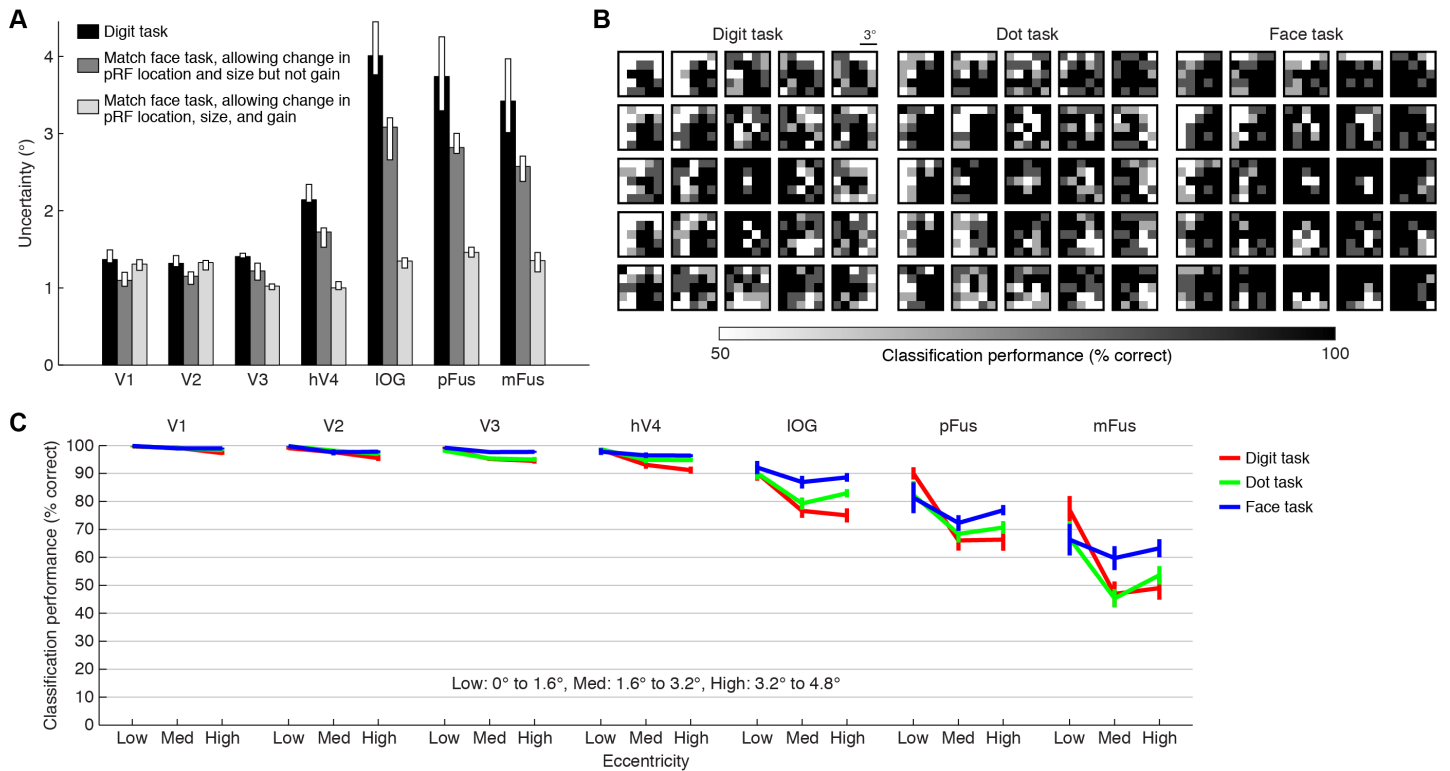 A
Uncertainty (°)
4
3
2
1
0
Digit task
Match face task, allowing change in
pRF location and size but not gain
Match face task, allowing change in
pRF location, size, and gain
V1 V2 V3 hV4 IOG pFus mFus
B
Digit task 3° Dot task Face task
50 100
Classification performance (% correct)
C
V1 V2 V3 hV4 IOG pFus mFus
Classification performance (% correct)
100
90
80
70
60
50
40
30
20
10
0
Digit task
Dot task
Face task
Low: 0° to 1.6°, Med: 1.6° to 3.2°, High: 3.2° to 4.8°
Low Med High Low Med High Low Med High Low Med High Low Med High Low Med High Low Med High
Eccentricity